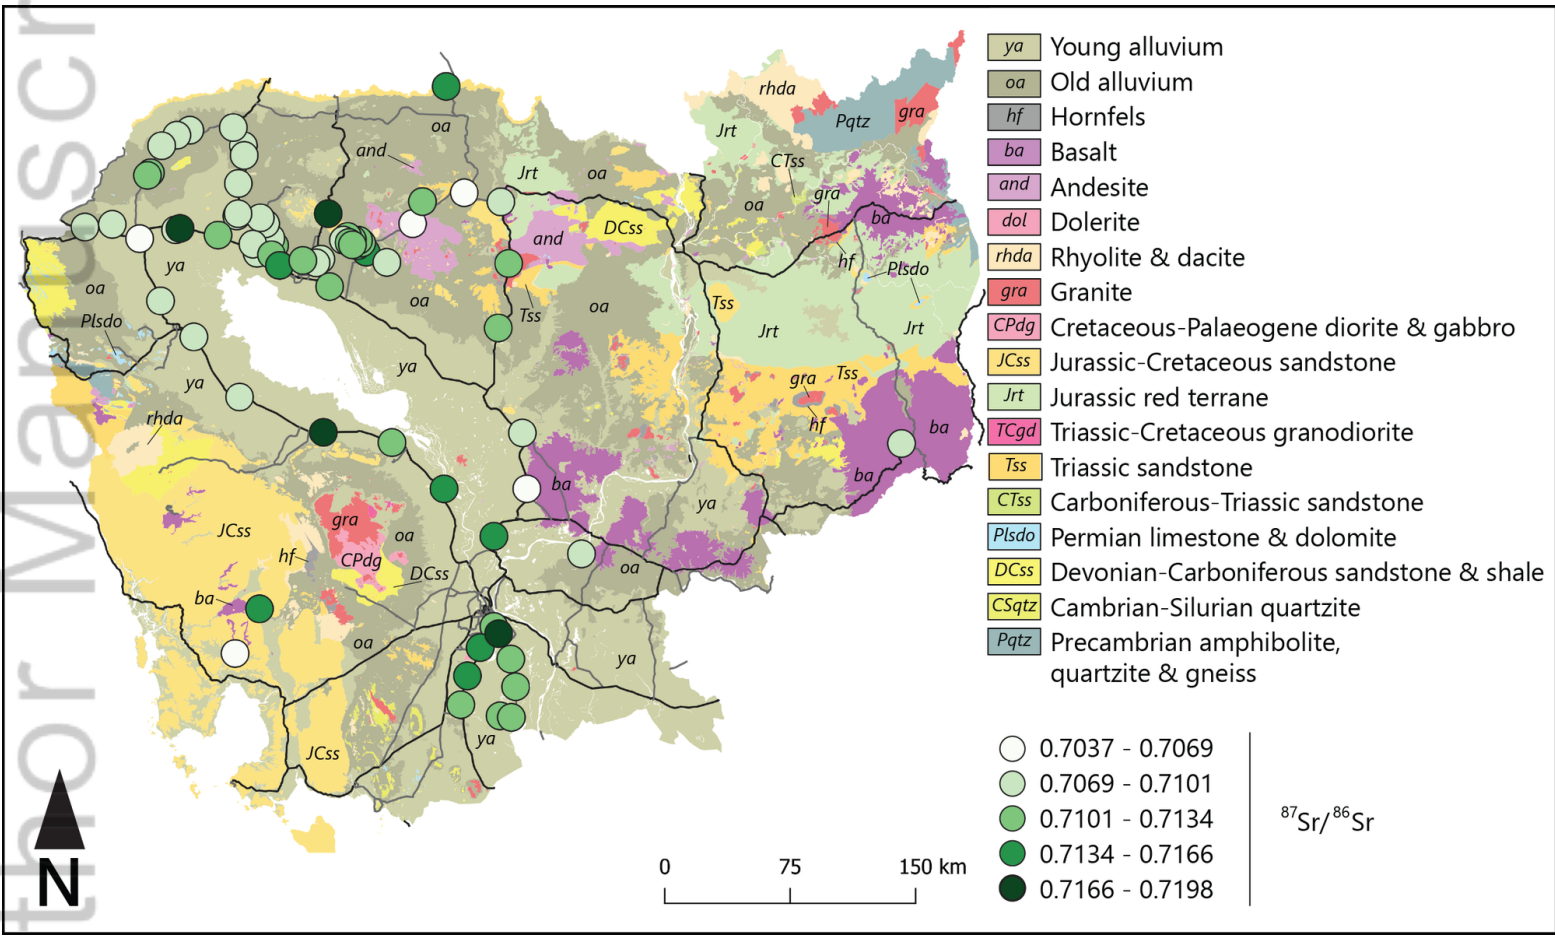 thor Manuscr
rhda
Pqtz
gra
Jrt
oa
and
CTss
Jrt
oa
gra
oa
ba
DCss
and
hf
ya
Plsdo
oa
oa
oa
Tss
Tss
Plsdo
Jrt
Jrt
ya
ya
gra
Tss
rhda
hf
ba
ba
ba
ya
JCss
gra
oa
hf
CPdg
DCss
oa
ba
oa
ya
ya
JCss
N
0 75 150 km
ya Young alluvium
oa Old alluvium
hf Hornfels
ba Basalt
and Andesite
dol Dolerite
rhda Rhyolite & dacite
gra Granite
CPdg Cretaceous-Palaeogene diorite & gabbro
JCss Jurassic-Cretaceous sandstone
Jrt Jurassic red terrane
TCgd Triassic-Cretaceous granodiorite
Tss Triassic sandstone
CTss Carboniferous-Triassic sandstone
Plsdo Permian limestone & dolomite
DCss Devonian-Carboniferous sandstone & shale
CSqtz Cambrian-Silurian quartzite
Pqtz Precambrian amphibolite,
quartzite & gneiss
0.7037 - 0.7069
0.7069 - 0.7101
0.7101 - 0.7134
0.7134 - 0.7166
0.7166 - 0.7198
⁸⁷Sr/⁸⁶Sr